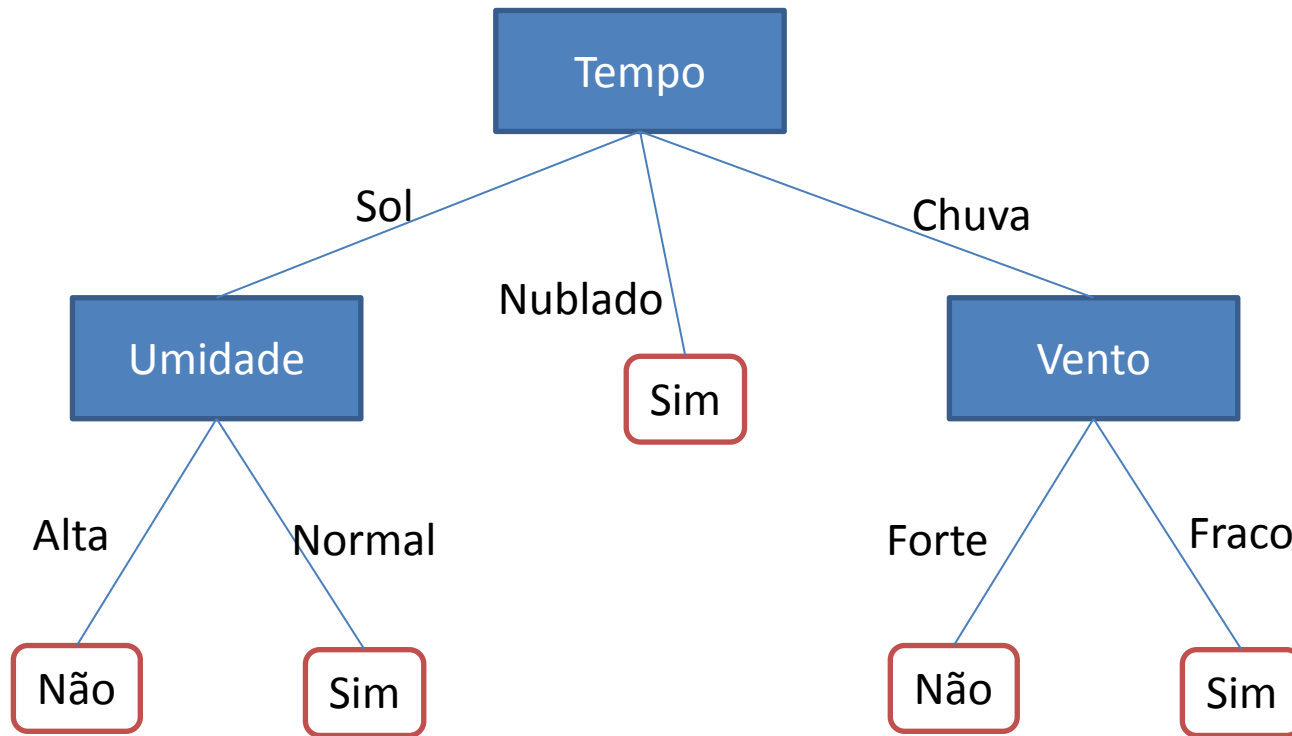 Tempo
Sol
Chuva
Nublado
Umidade
Sim
Vento
Alta
Normal
Forte
Fraco
Não
Sim
Não
Sim